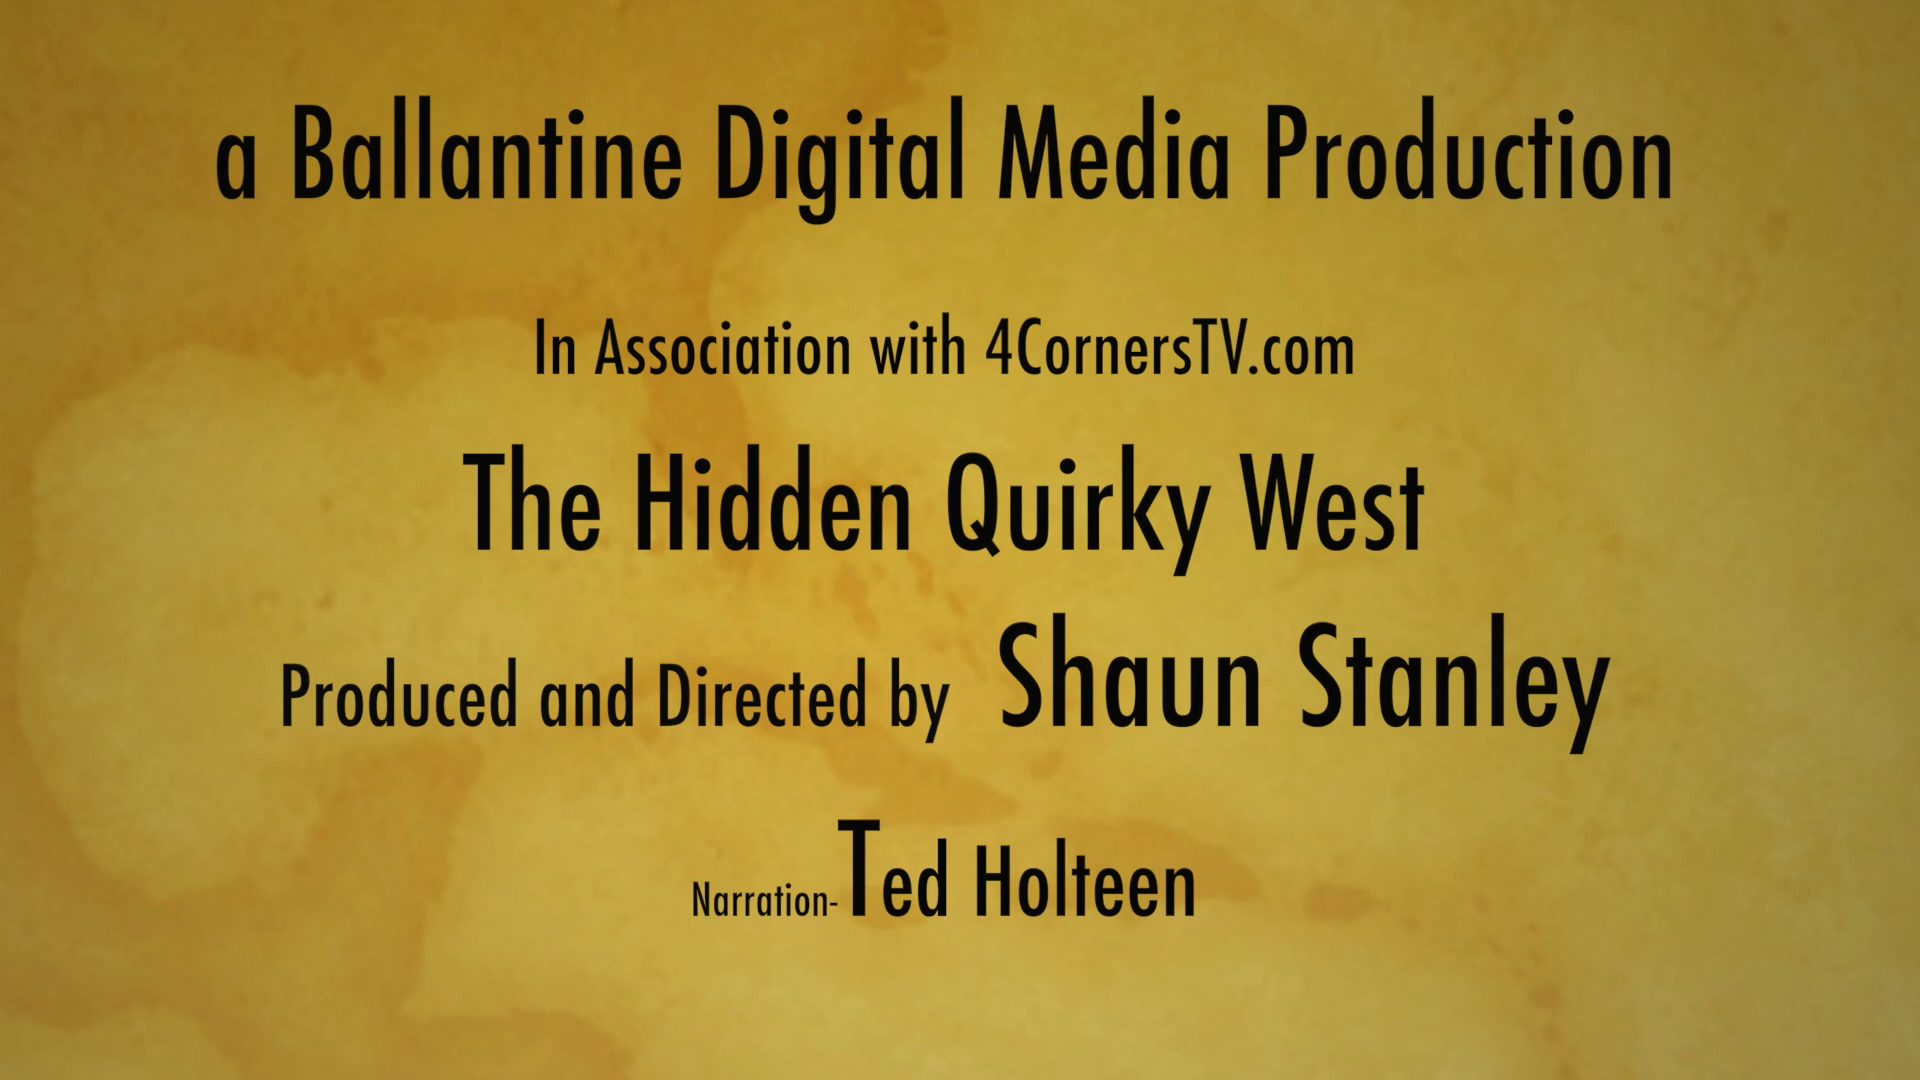 a Ballantine Digital Media Production
In Association with 4CornersTV.com
The Hidden Quirky West
Produced and Directed by Shaun Stanley
Narration-Ted Holteen